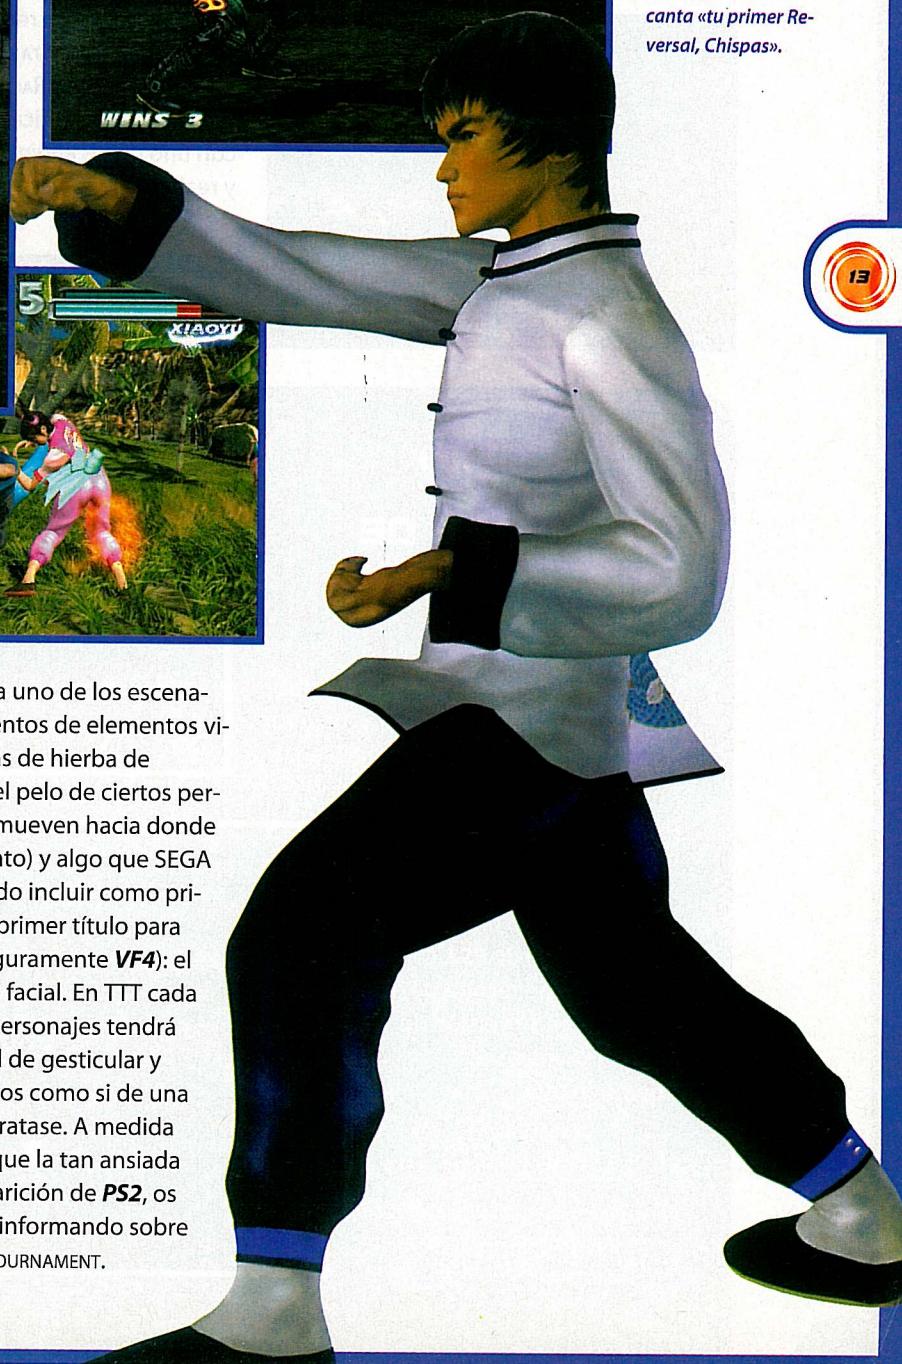 canta «tu primer Re-
versal, Chispas».
WINS 3
13
5
XIAOYU
a uno de los escena-
entos de elementos vi-
s de hierba de
el pelo de ciertos per-
mueven hacia donde
nto) y algo que SEGA
do incluir como pri-
primer título para
guramente VF4): el
facial. En TTT cada
ersonajes tendrá
l de gesticular y
os como si de una
ratase. A medida
que la tan ansiada
arición de PS2, os
informando sobre
OURNAMENT.